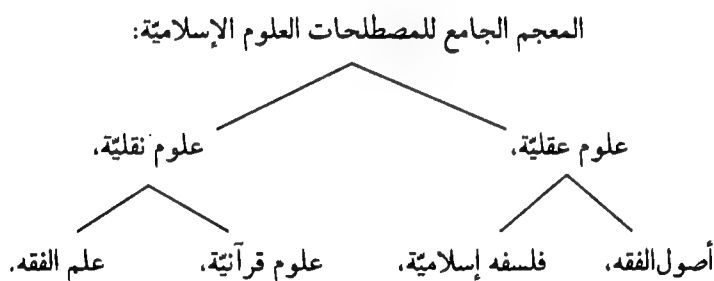 المعجم الجامع للمصطلحات العلوم الإسلاميّة:
علوم عقليّة، علوم نقليّة،
أصول الفقه، فلسفه إسلاميّة، علوم قرآنيّة، علم الفقه.